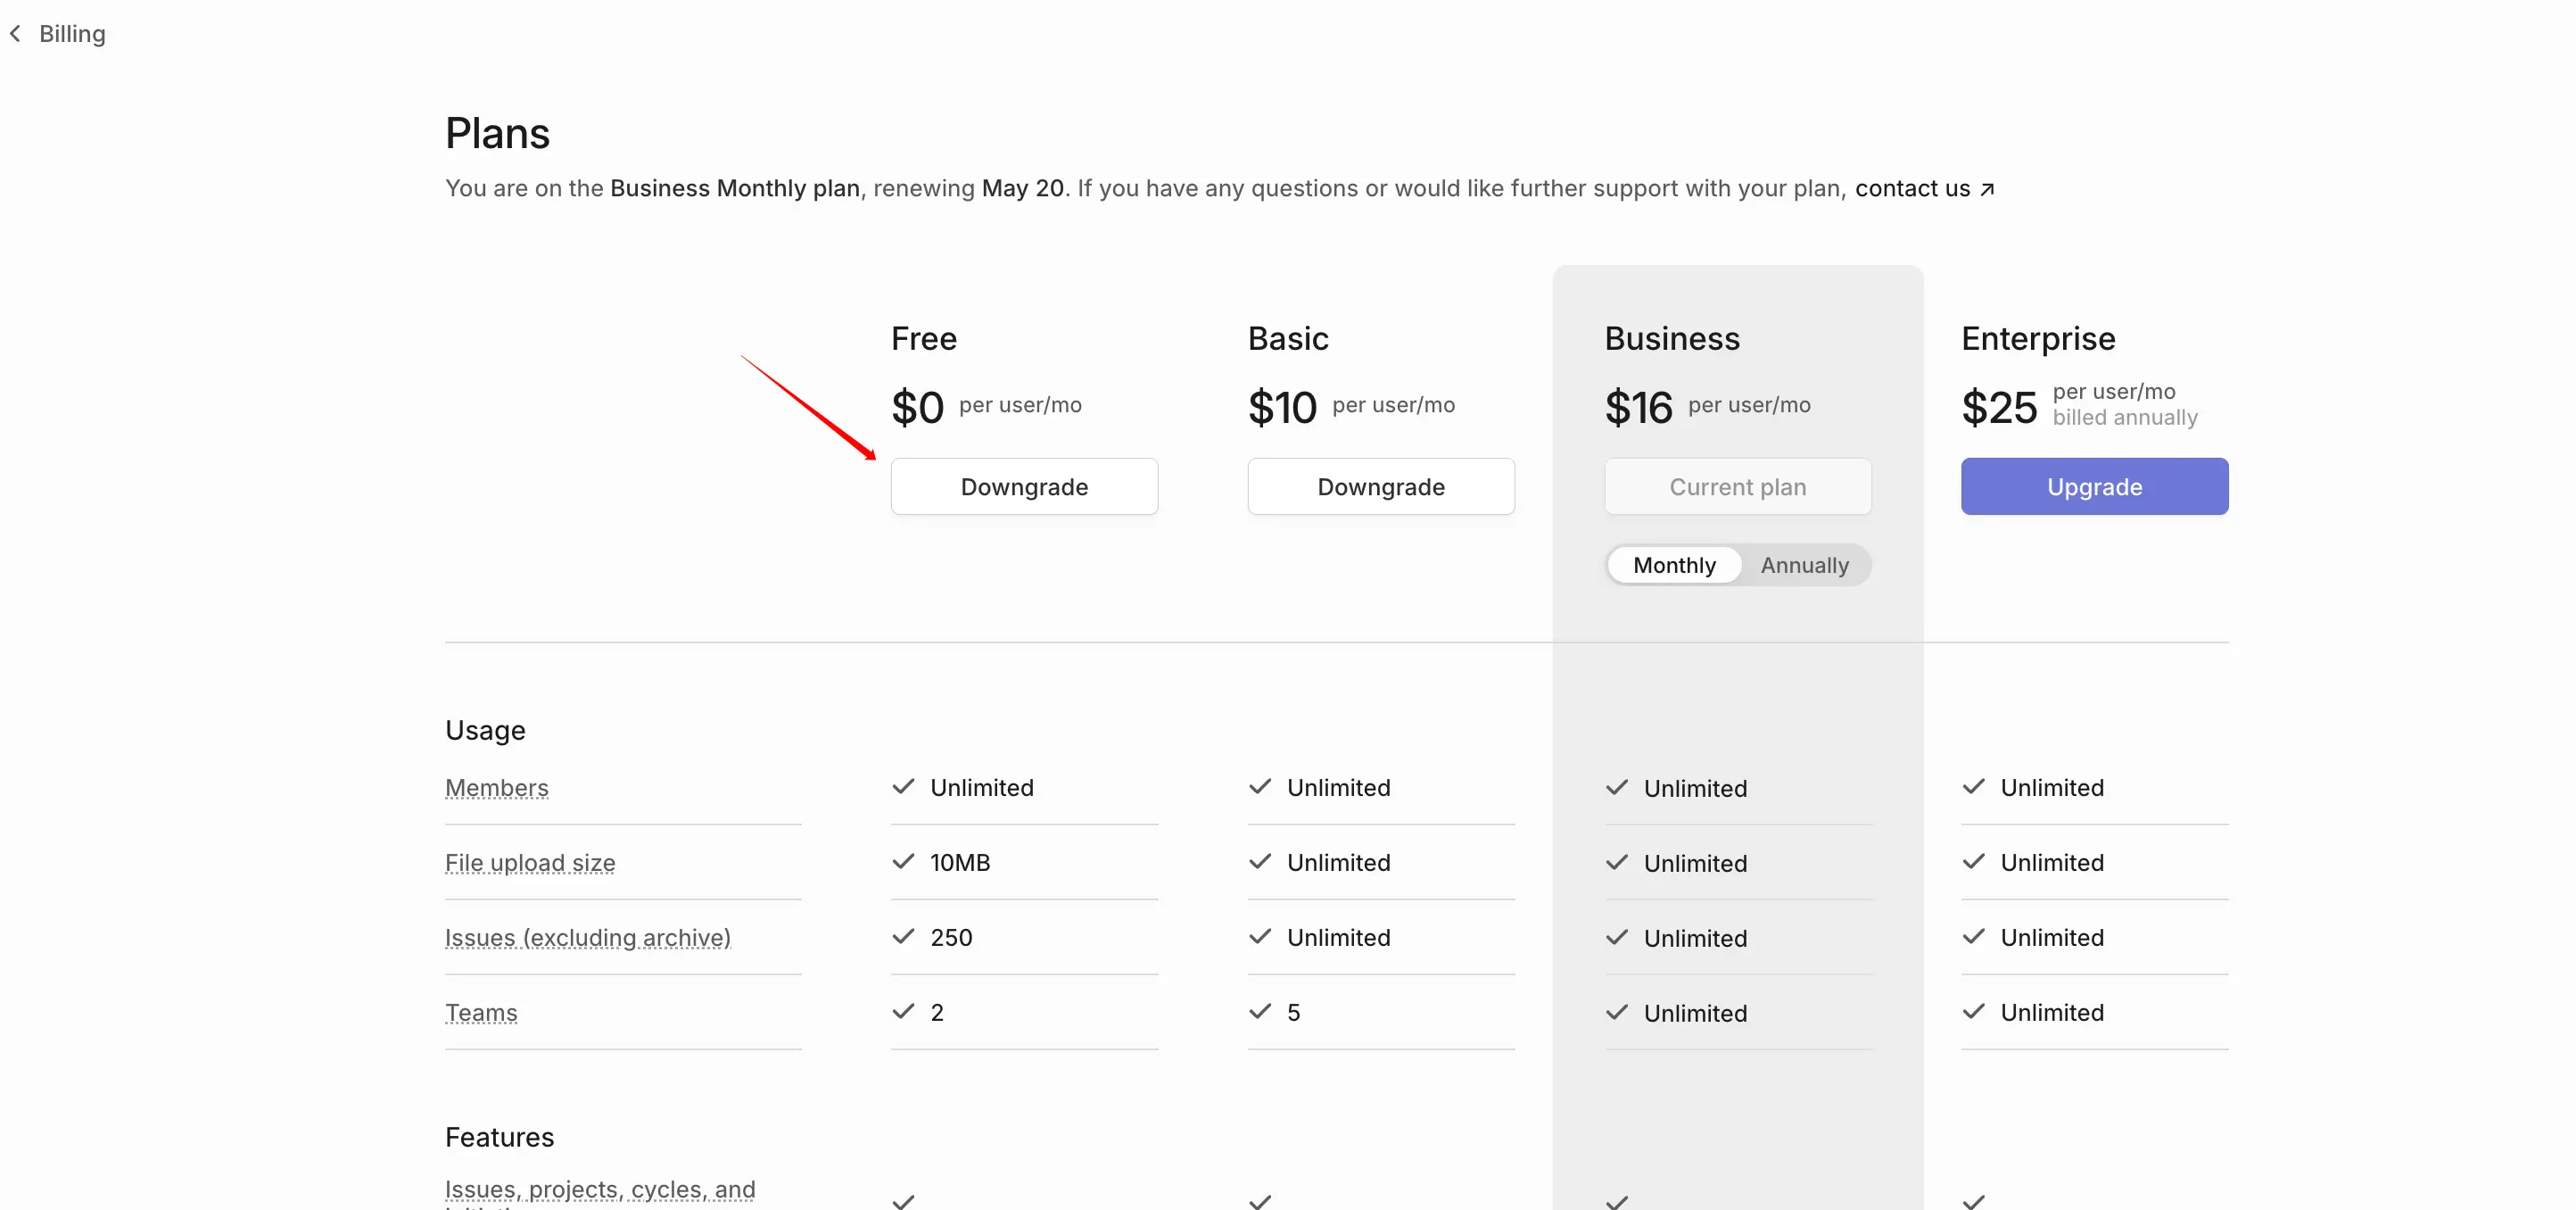 Billing
Plans
You are on the Business Monthly plan, renewing May 20. If you have any questions or would like further support with your plan, contact us ↗
Free Basic Business Enterprise
$0 per user/mo $10 per user/mo $16 per user/mo $25 per user/mo billed annually
Downgrade Downgrade Current plan Upgrade
Monthly Annually
Usage
Members Unlimited Unlimited Unlimited Unlimited
File upload size 10MB Unlimited Unlimited Unlimited
Issues (excluding archive) 250 Unlimited Unlimited Unlimited
Teams 2 5 Unlimited Unlimited
Features
Issues, projects, cycles, and